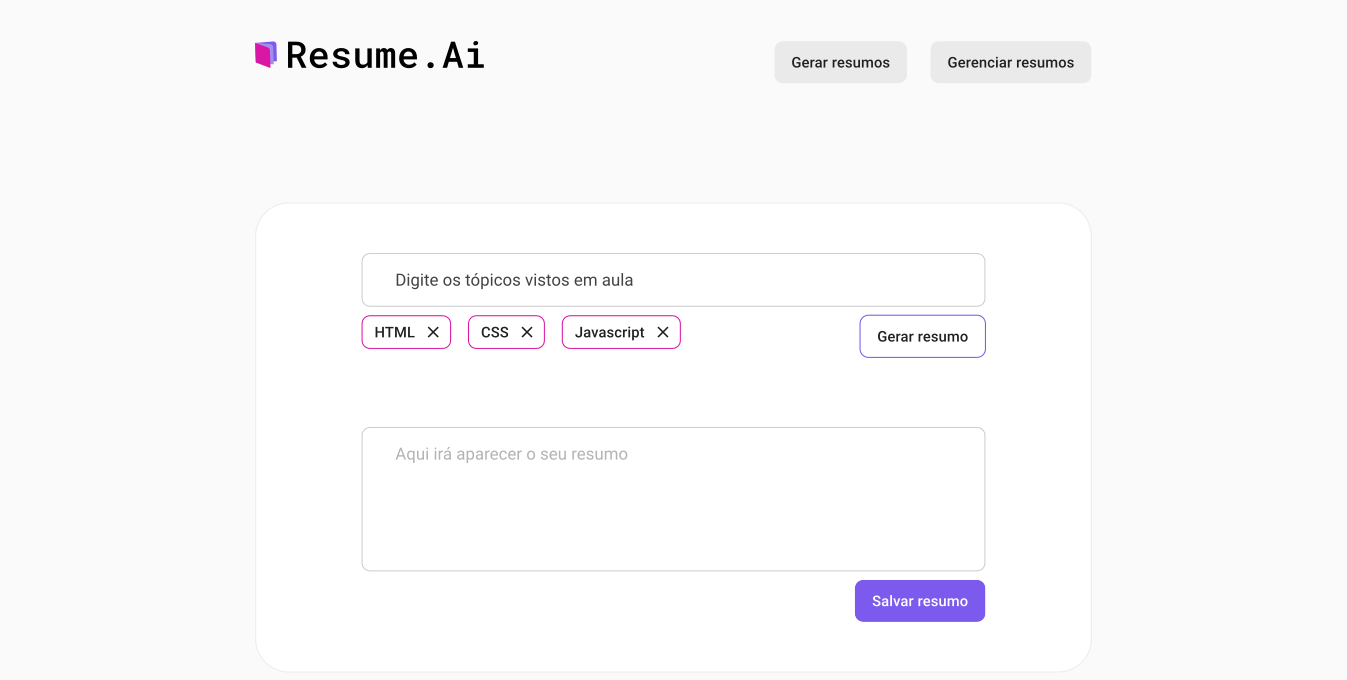 Resume.Ai
Gerar resumos
Gerenciar resumos
Digite os tópicos vistos em aula
HTML
CSS
Javascript
Gerar resumo
Aqui irá aparecer o seu resumo
Salvar resumo